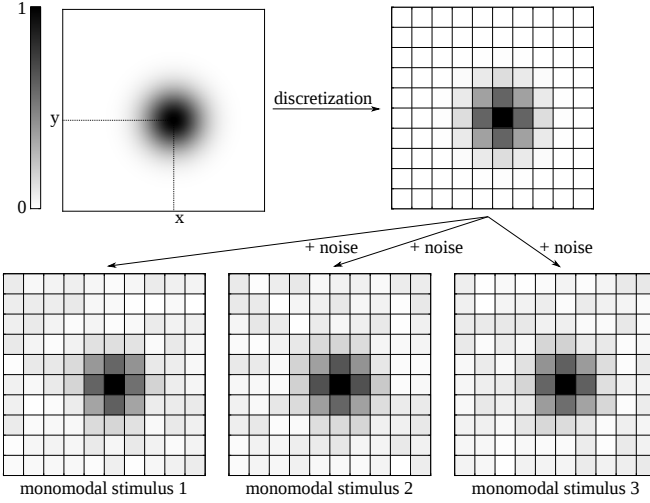 1
0
y
x
discretization
+ noise
+ noise
+ noise
monomodal stimulus 1
monomodal stimulus 2
monomodal stimulus 3